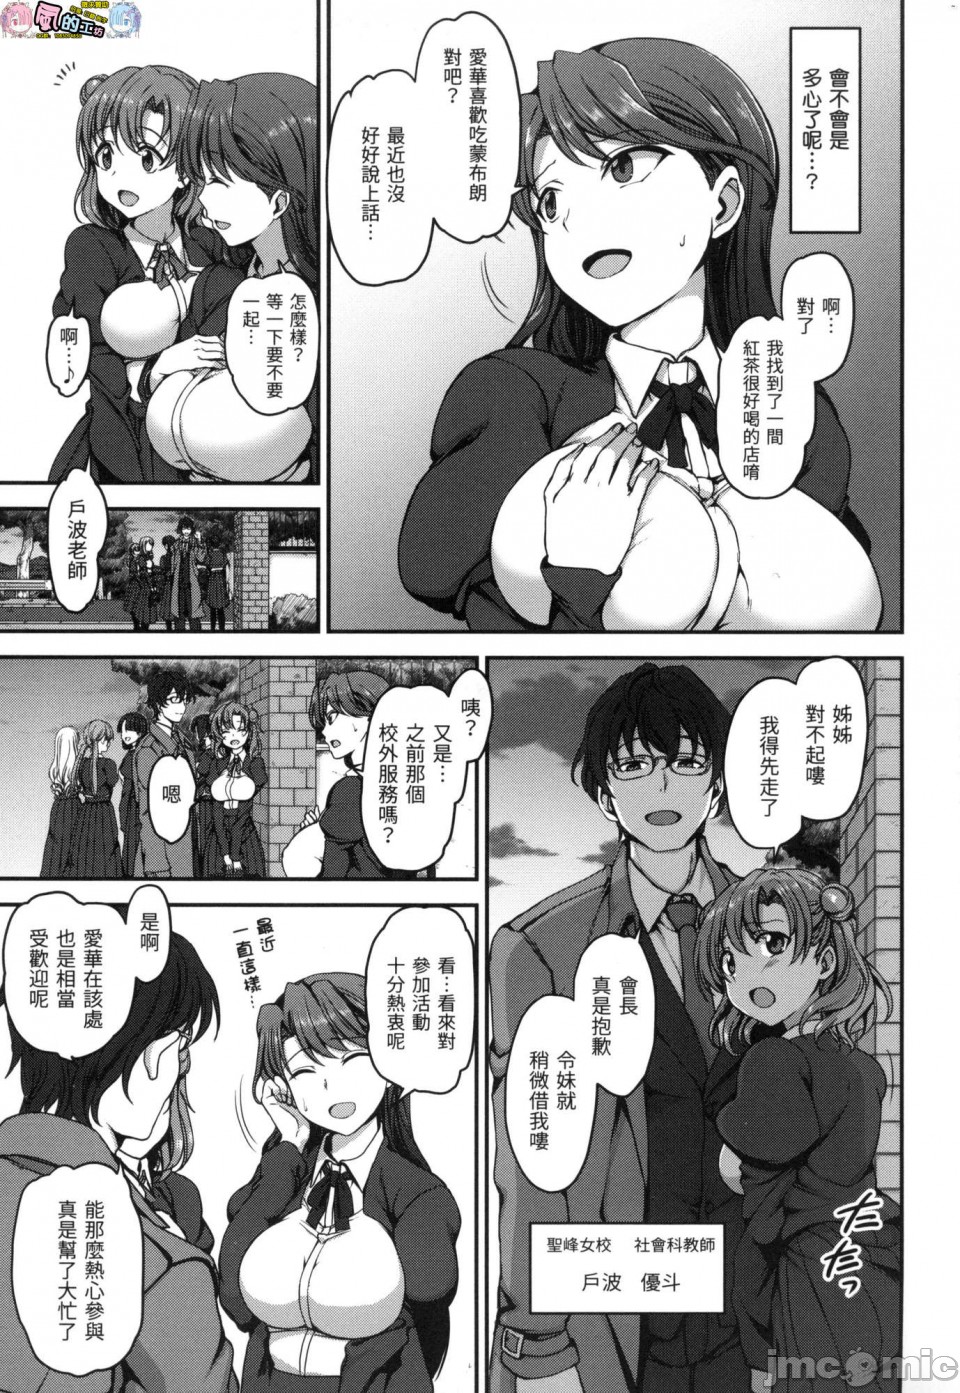 會不會是
多心了呢…？
啊…
對了
我找到了一間
紅茶很好喝的店唷
愛華喜歡吃蒙布朗
對吧？
最近也沒
好好說上話…
怎麼樣？
等一下要不要
一起…
啊…♪
戶波老師
姊姊
對不起嘍
我得先走了
會長
真是抱歉
令妹就
稍微借我嘍
たたっ
聖峰女校 社會科教師
戶波 優斗
咦？
又是…
之前那個
校外服務嗎？
嗯
看…看來對
參加活動
十分熱衷呢
最近
一直這樣…
是啊
愛華在該處
也是相當
受歡迎呢
能那麼熱心參與
真是幫了大忙了
風的工坊
jmcomic